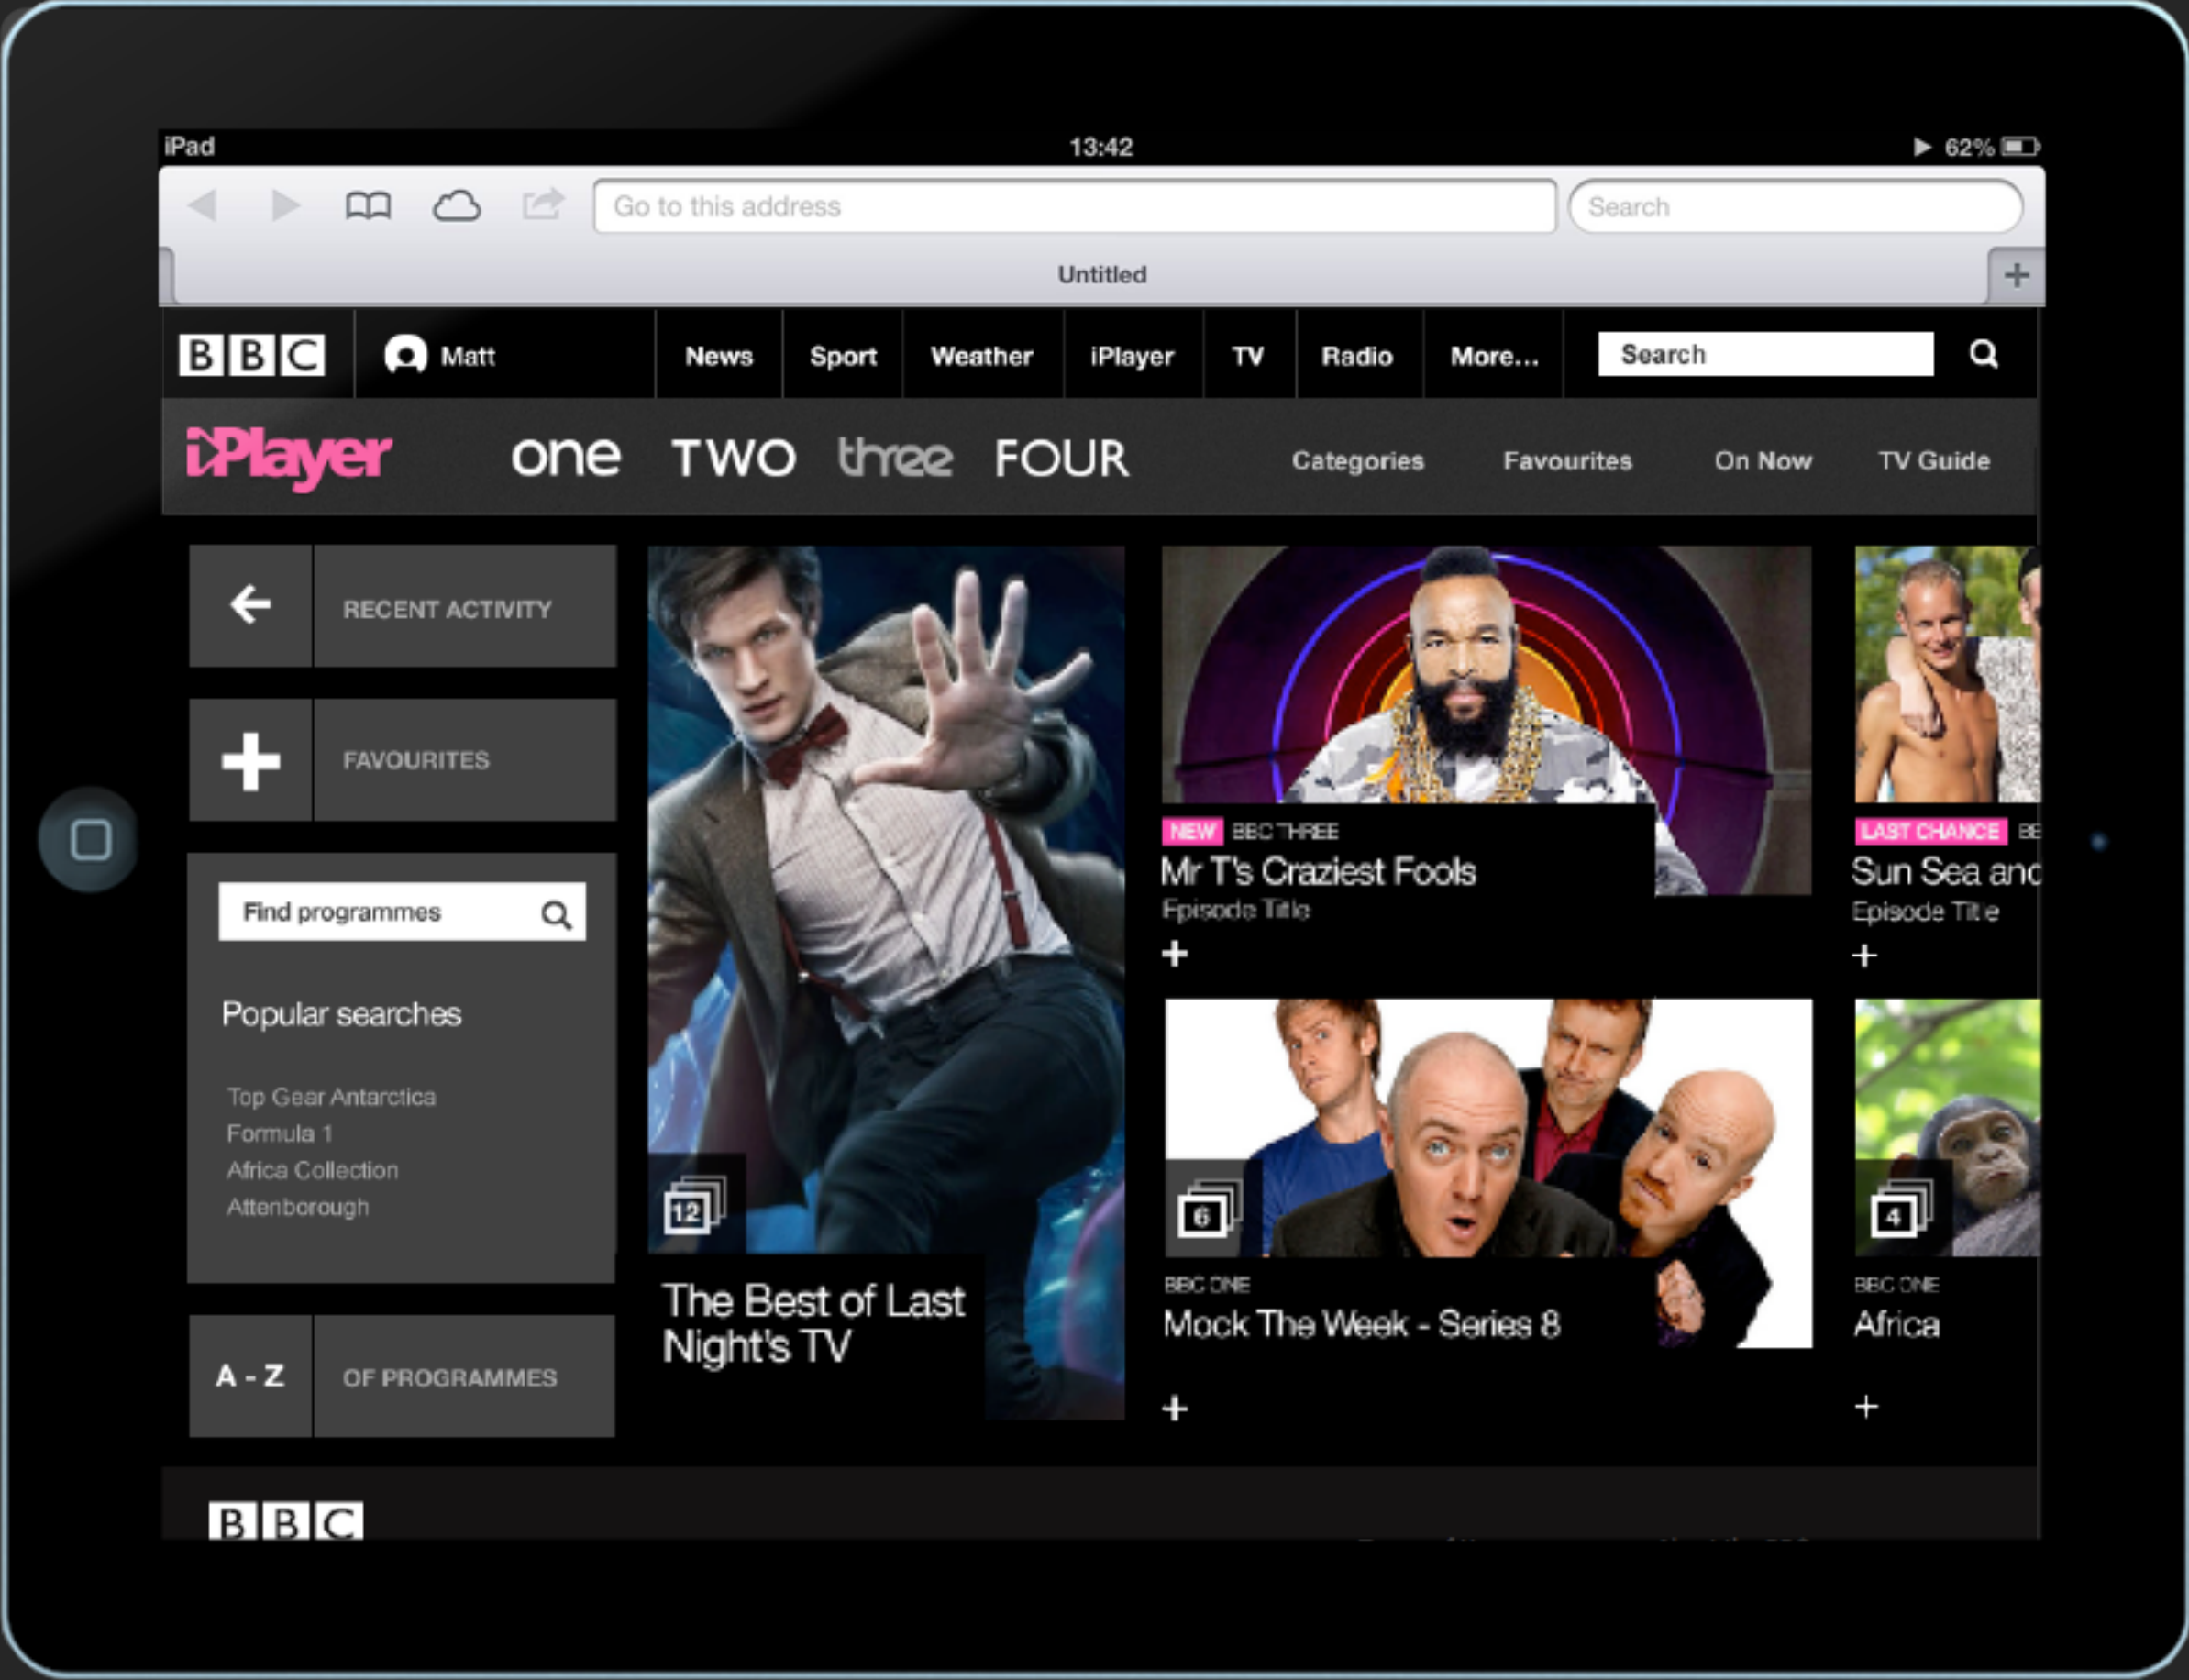 iPad
13:42
62%
Go to this address
Search
Untitled
BBC
Matt
News
Sport
Weather
iPlayer
TV
Radio
More...
Search
iPlayer
one
TWO
three
FOUR
Categories
Favourites
On Now
TV Guide
RECENT ACTIVITY
FAVOURITES
Find programmes
Popular searches
Top Gear Antarctica
Formula 1
Africa Collection
Attenborough
A - Z
OF PROGRAMMES
12
The Best of Last
Night's TV
NEW BBC THREE
Mr T's Craziest Fools
Episode Title
LAST CHANCE
Sun Sea and
Episode Title
6
BBC ONE
Mock The Week - Series 8
4
BBC ONE
Africa
BBC